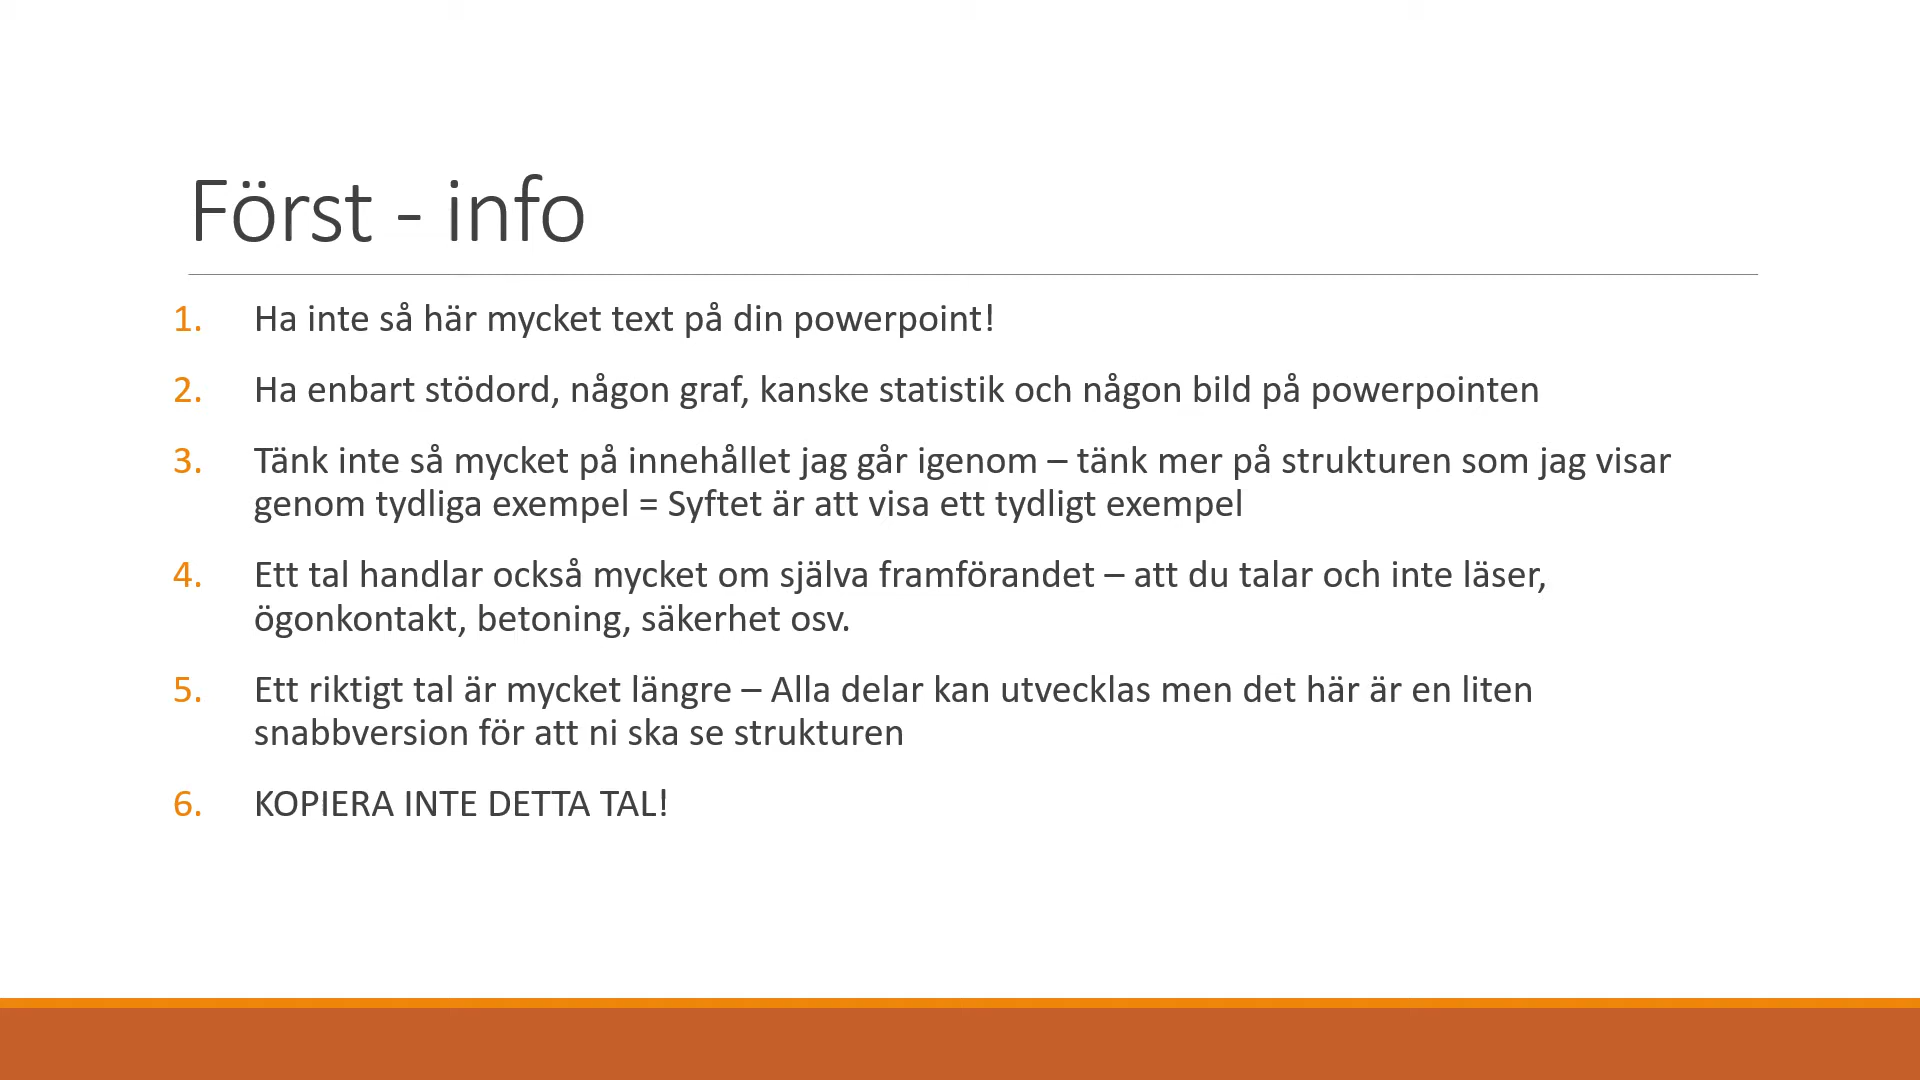 Först - info
1. Ha inte så här mycket text på din powerpoint!
2. Ha enbart stödord, någon graf, kanske statistik och någon bild på powerpointen
3. Tänk inte så mycket på innehållet jag går igenom – tänk mer på strukturen som jag visar
genom tydliga exempel = Syftet är att visa ett tydligt exempel
4. Ett tal handlar också mycket om själva framförandet – att du talar och inte läser,
ögonkontakt, betoning, säkerhet osv.
5. Ett riktigt tal är mycket längre – Alla delar kan utvecklas men det här är en liten
snabbversion för att ni ska se strukturen
6. KOPIERA INTE DETTA TAL!